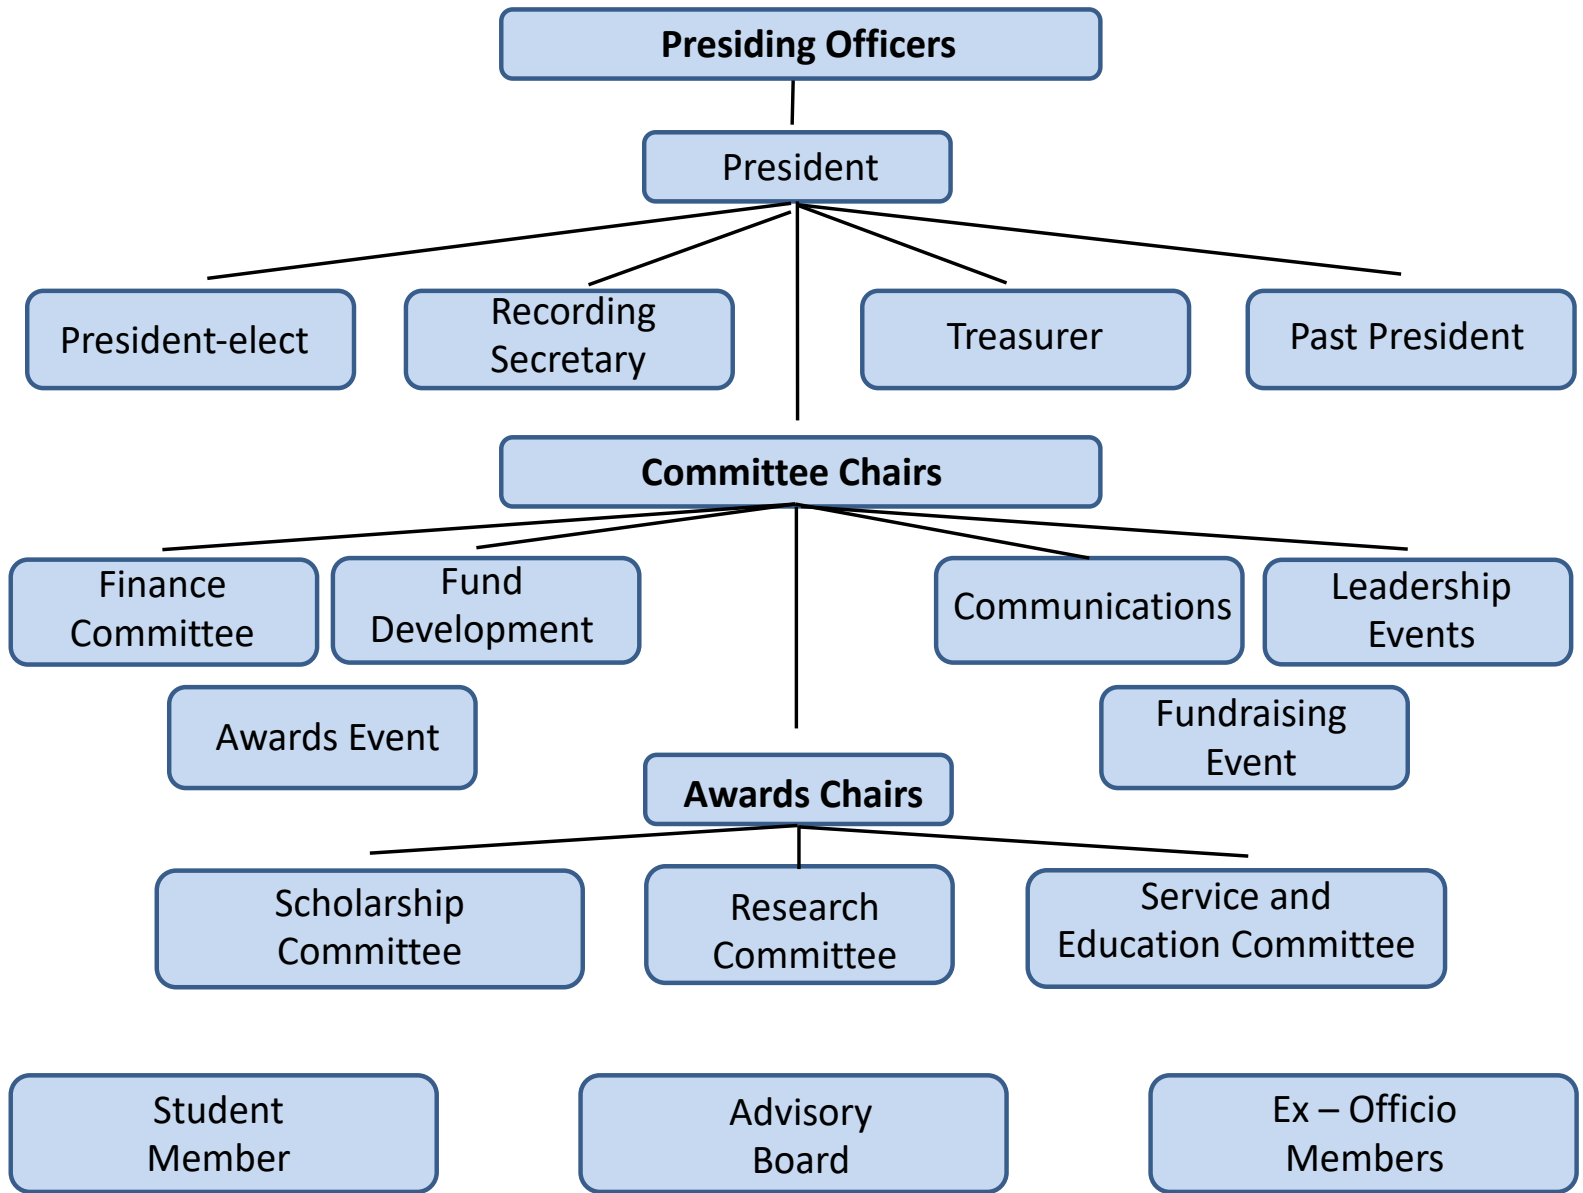 Presiding Officers
President
President-elect
Recording
Secretary
Treasurer
Past President
Committee Chairs
Finance
Committee
Fund
Development
Communications
Leadership
Events
Awards Event
Fundraising
Event
Awards Chairs
Scholarship
Committee
Research
Committee
Service and
Education Committee
Student
Member
Advisory
Board
Ex – Officio
Members